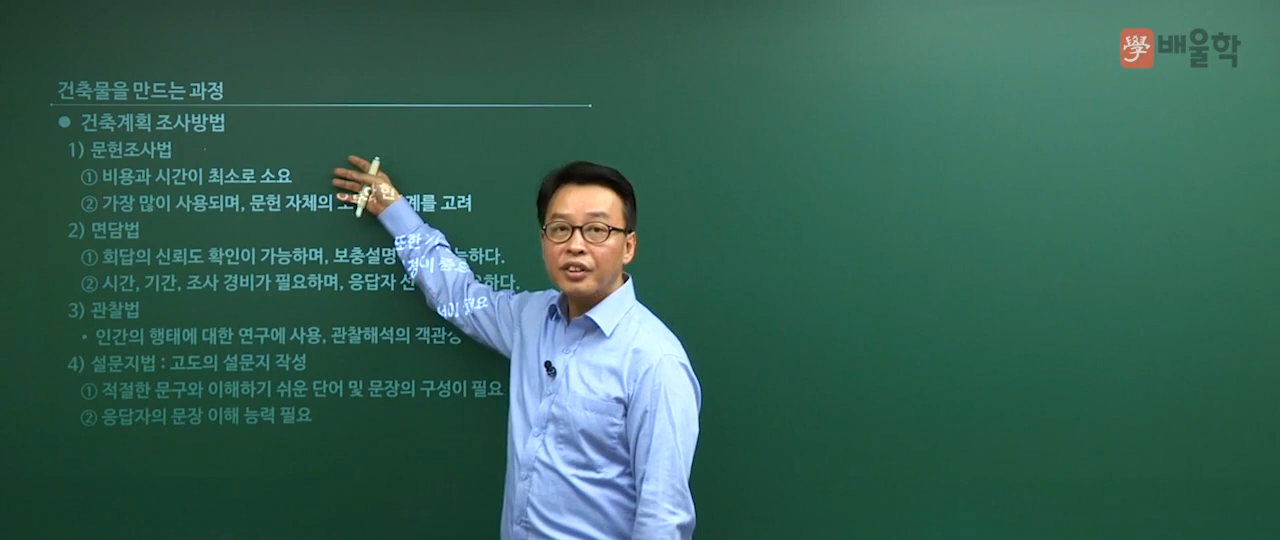 學 배울학
건축물을 만드는 과정
● 건축계획 조사방법
1) 문헌조사법
① 비용과 시간이 최소로 소요
② 가장 많이 사용되며, 문헌 자체의 계를 고려
2) 면담법
① 회답의 신뢰도 확인이 가능하며, 보충설명 능하다.
② 시간, 기간, 조사 경비가 필요하며, 응답자 선 요하다.
3) 관찰법
• 인간의 행태에 대한 연구에 사용, 관찰해석의 객관성
4) 설문지법 : 고도의 설문지 작성
① 적절한 문구와 이해하기 쉬운 단어 및 문장의 구성이 필요
② 응답자의 문장 이해 능력 필요